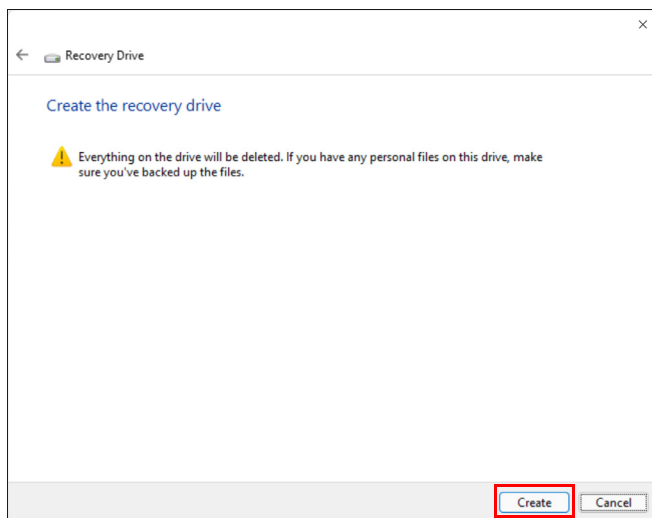 Recovery Drive
Create the recovery drive
Everything on the drive will be deleted. If you have any personal files on this drive, make
sure you've backed up the files.
Create
Cancel